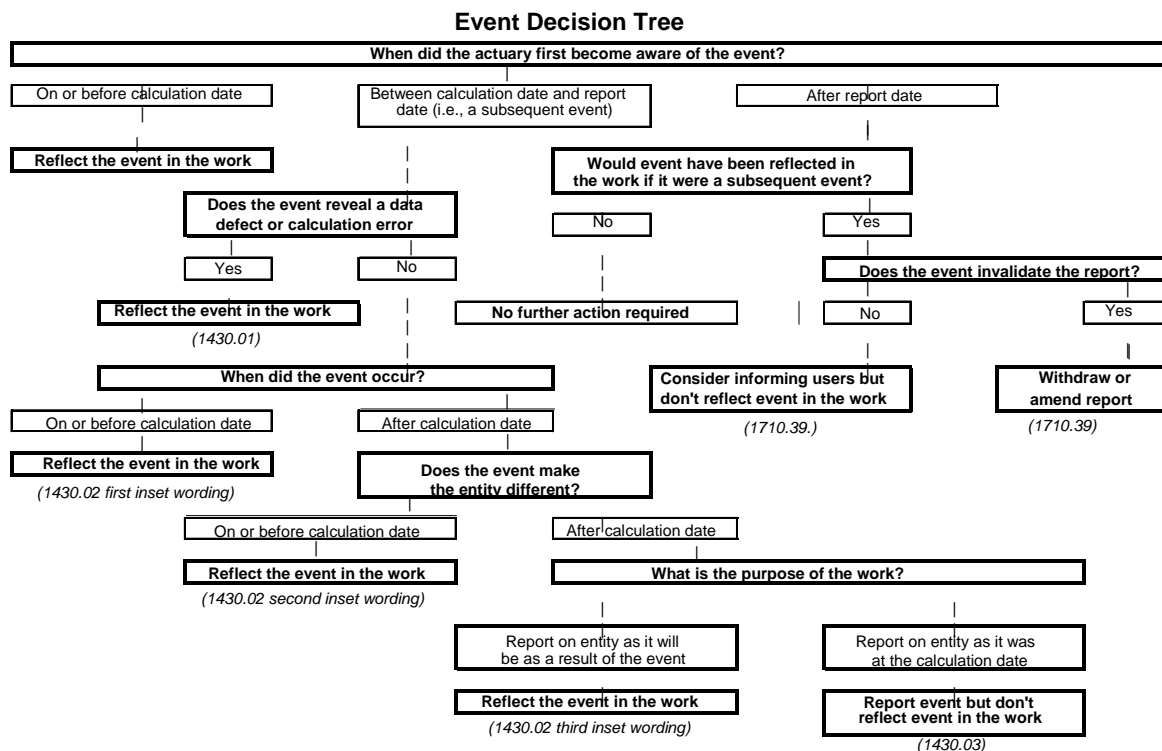 Event Decision Tree
When did the actuary first become aware of the event?
On or before calculation date
Between calculation date and report
date (i.e., a subsequent event)
After report date
Reflect the event in the work
Would event have been reflected in
the work if it were a subsequent event?
Does the event reveal a data
defect or calculation error
No
Yes
Yes
No
Does the event invalidate the report?
Reflect the event in the work
(1430.01)
No further action required
No
Yes
When did the event occur?
Consider informing users but
don't reflect event in the work
(1710.39.)
Withdraw or
amend report
(1710.39)
On or before calculation date
After calculation date
Reflect the event in the work
(1430.02 first inset wording)
Does the event make
the entity different?
On or before calculation date
After calculation date
Reflect the event in the work
(1430.02 second inset wording)
What is the purpose of the work?
Report on entity as it will
be as a result of the event
Report on entity as it was
at the calculation date
Reflect the event in the work
(1430.02 third inset wording)
Report event but don't
reflect event in the work
(1430.03)